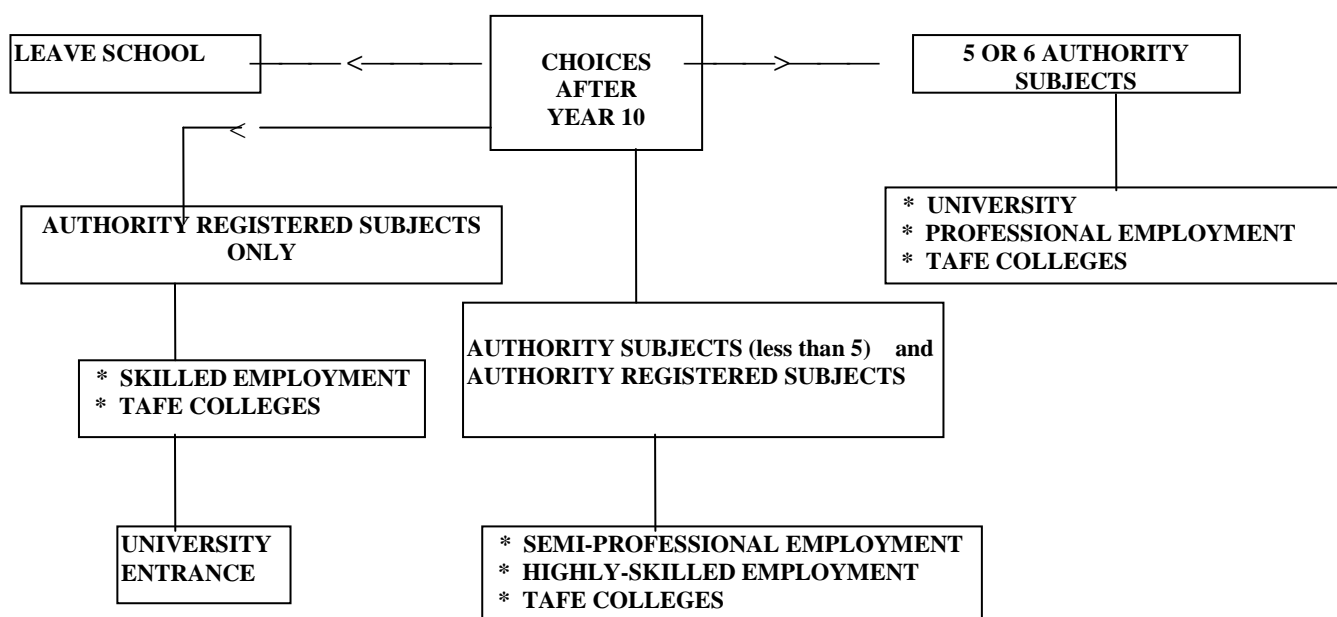 LEAVE SCHOOL
CHOICES
AFTER
YEAR 10
5 OR 6 AUTHORITY
SUBJECTS
* UNIVERSITY
* PROFESSIONAL EMPLOYMENT
* TAFE COLLEGES
AUTHORITY REGISTERED SUBJECTS
ONLY
AUTHORITY SUBJECTS (less than 5) and
AUTHORITY REGISTERED SUBJECTS
* SKILLED EMPLOYMENT
* TAFE COLLEGES
UNIVERSITY
ENTRANCE
* SEMI-PROFESSIONAL EMPLOYMENT
* HIGHLY-SKILLED EMPLOYMENT
* TAFE COLLEGES